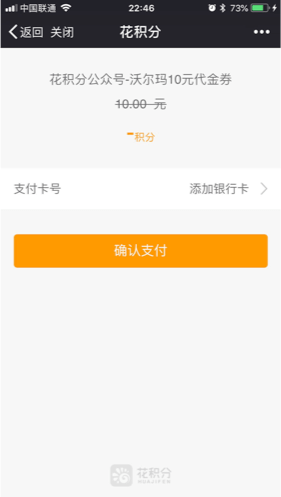 中国联通 22:46 73%
返回 关闭 花积分
花积分公众号-沃尔玛10元代金券
10.00 元
-积分
支付卡号 添加银行卡
确认支付
花积分
HUAJIFEN